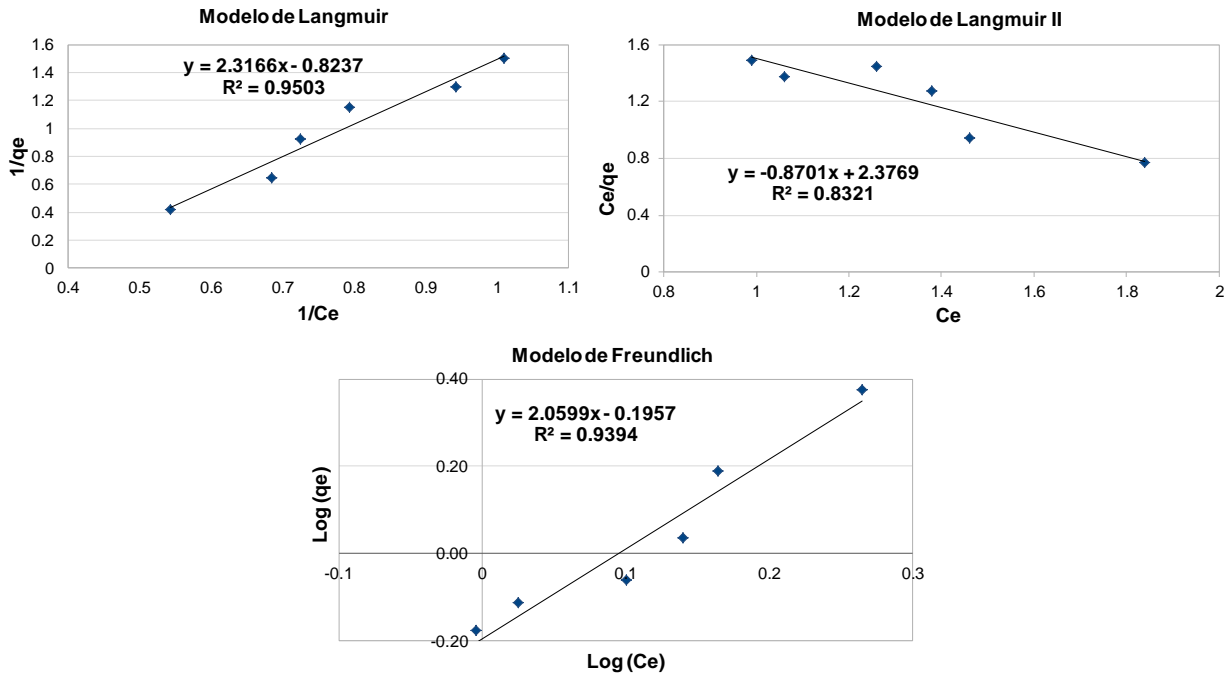 Modelo de Langmuir
1/qe
1.6
1.4
1.2
1
0.8
0.6
0.4
0.2
0
y = 2.3166x - 0.8237
R² = 0.9503
0.4 0.5 0.6 0.7 0.8 0.9 1 1.1
1/Ce
Modelo de Langmuir II
Ce/qe
1.6
1.2
0.8
0.4
0
y = -0.8701x + 2.3769
R² = 0.8321
0.8 1 1.2 1.4 1.6 1.8 2
Ce
Modelo de Freundlich
Log (qe)
0.40
0.20
0.00
-0.20
y = 2.0599x - 0.1957
R² = 0.9394
-0.1 0 0.1 0.2 0.3
Log (Ce)